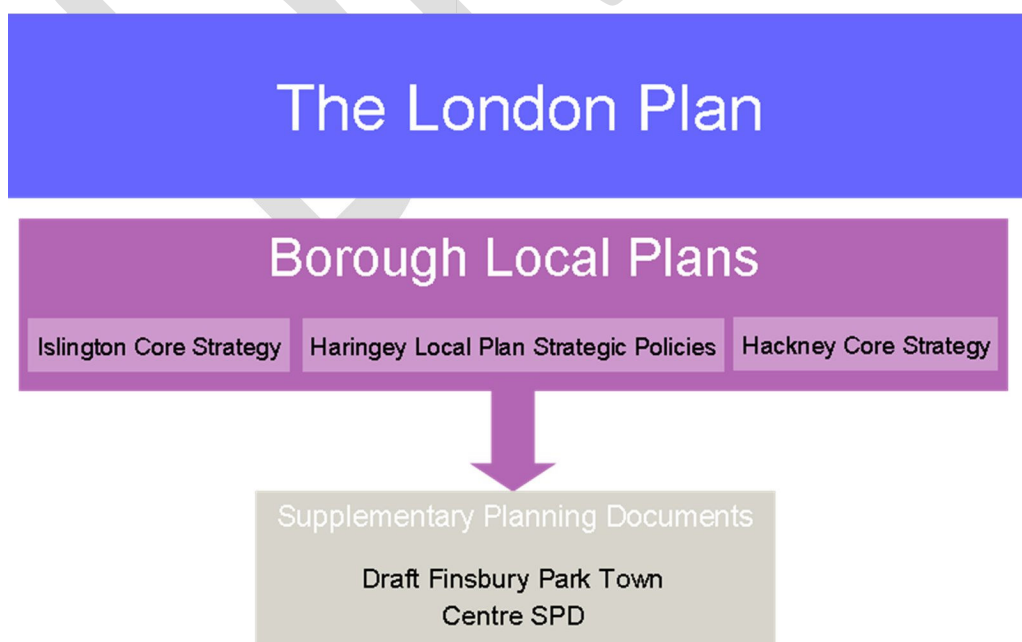 The London Plan
Borough Local Plans
Islington Core Strategy
Haringey Local Plan Strategic Policies
Hackney Core Strategy
Supplementary Planning Documents
Draft Finsbury Park Town
Centre SPD